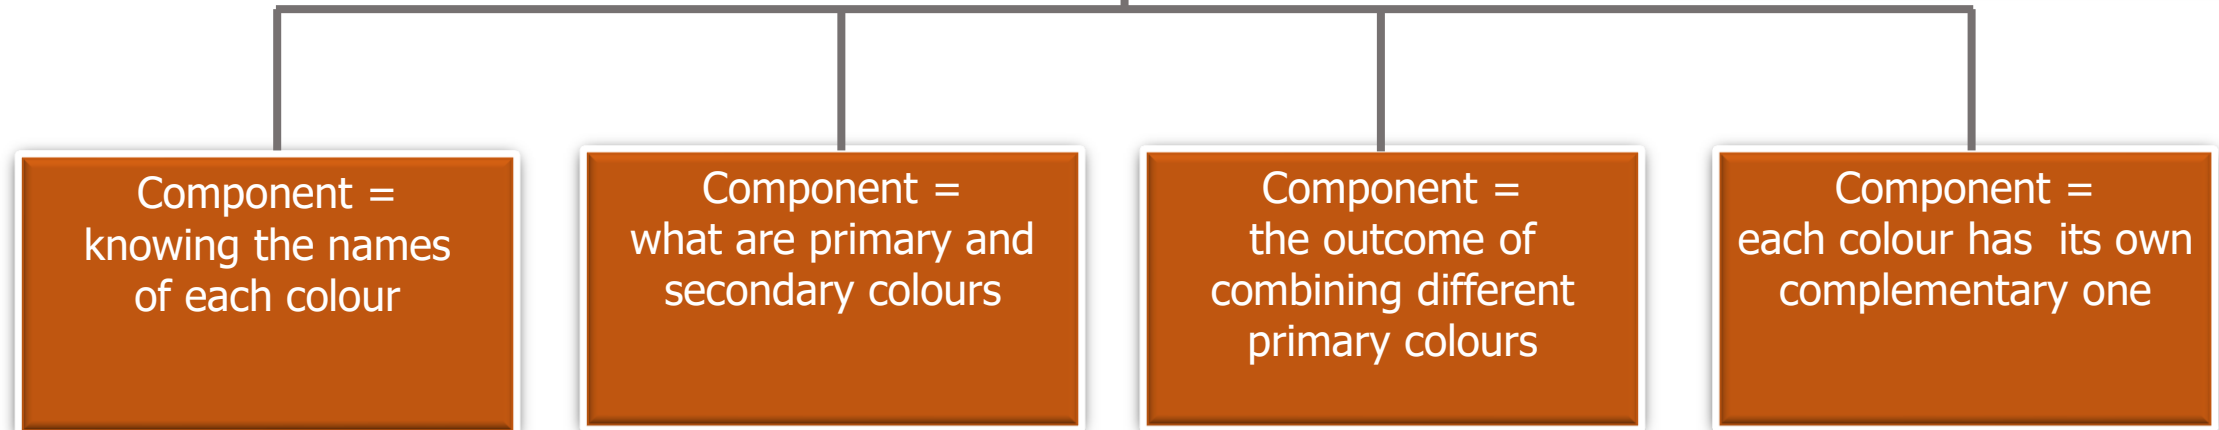 Component =
knowing the names
of each colour
Component =
what are primary and
secondary colours
Component =
the outcome of
combining different
primary colours
Component =
each colour has  its own
complementary one